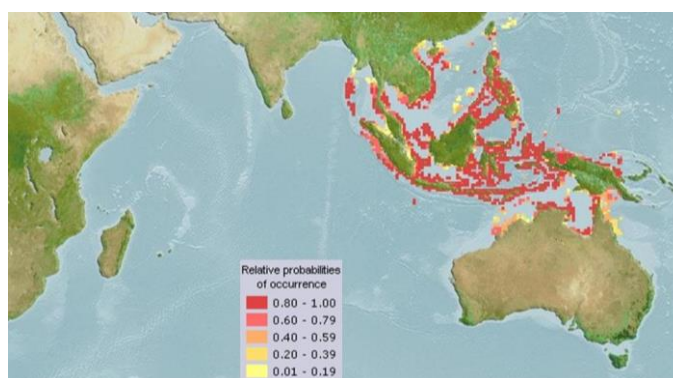 Relative probabilities
of occurrence
0.80 - 1.00
0.60 - 0.79
0.40 - 0.59
0.20 - 0.39
0.01 - 0.19